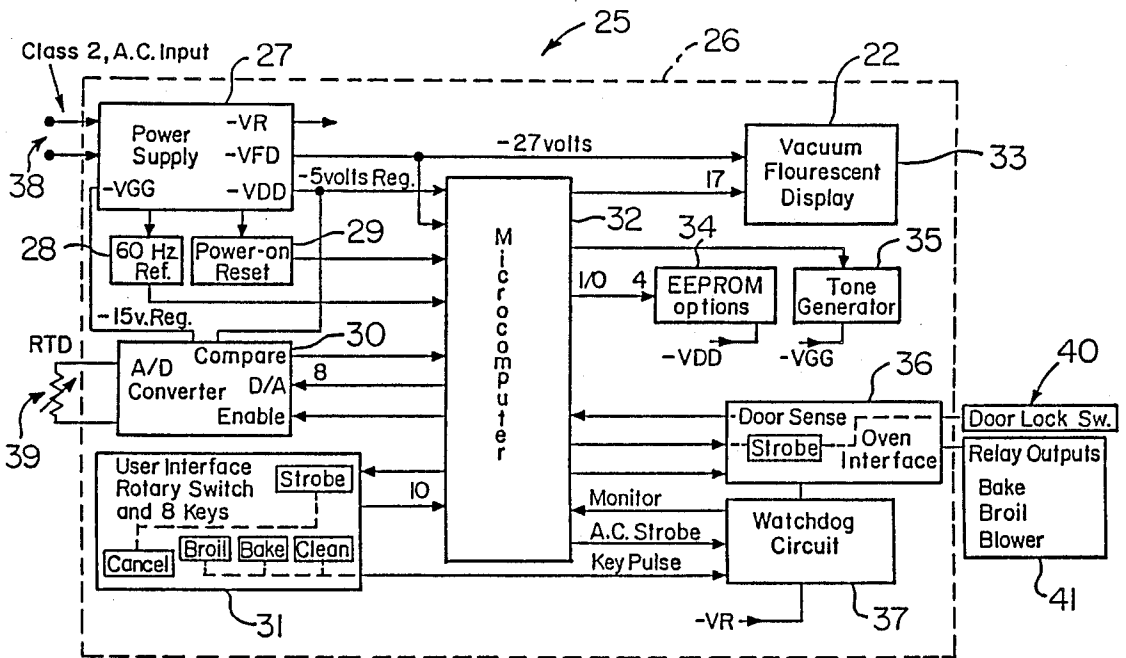 25
Class 2, A.C. Input
27
26
22
Power Supply
-VR
-VFD
-VGG
-VDD
-27 volts
-5volts Reg.
Vacuum
Flourescent
Display
33
38
17
32
28
60 Hz.
Ref.
Power-on
Reset
29
Microcomputer
34
35
I/O
4
EEPROM
options
Tone
Generator
-15v.Reg.
-VDD
-VGG
RTD
30
A/D
Converter
Compare
D/A
Enable
8
39
36
40
-Door Sense
Strobe
Oven
Interface
Door Lock Sw.
Relay Outputs
Bake
Broil
Blower
41
User Interface
Rotary Switch
and 8 Keys
Strobe
10
Cancel
Broil
Bake
Clean
31
Monitor
A.C. Strobe
Key Pulse
Watchdog
Circuit
-VR
37